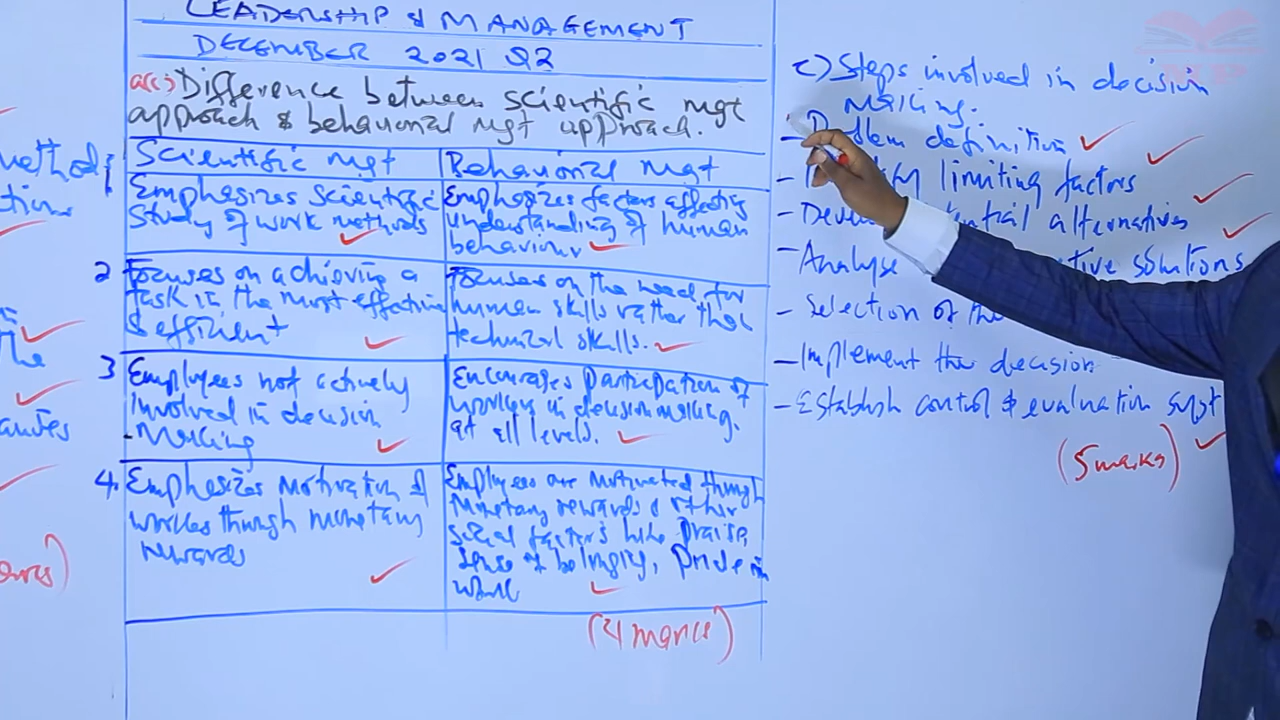 LEADERSHIP & MANAGEMENT
DECEMBER 2021 Q2
a(i) Difference between scientific mgt
approach & behavioral mgt approach.
Scientific mgt
Behavioral mgt
Emphasizes scientific
study of work methods
Emphasizes factors affecting
understanding of human
behaviour
2 Focuses on achieving a
task in the most effective
& efficient
Focuses on the need for
human skills rather than
technical skills.
3 Employees not actively
involved in decision
-Making
Encourages participation of
workers in decision making
at all levels.
4. Emphasizes motivation of
workers through monetary
rewards
Employees are motivated through
monetary rewards & other
social factors like praise,
sense of belonging, pride in
work
(4 marks)
c) Steps involved in decision
making.
- Problem definition
- limiting factors
- alternatives
- Analyse solutions
- Selection of the
- Implement the decision
- Establish control & evaluation syst
(5 marks)
The